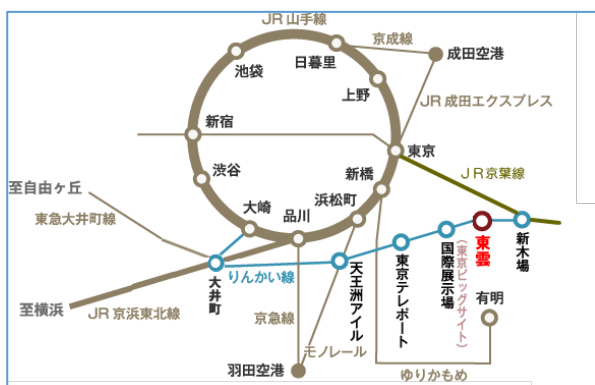 JR山手線
京成線
日暮里
成田空港
池袋
上野
JR成田エクスプレス
新宿
東京
新橋
JR京葉線
渋谷
至自由ヶ丘
浜松町
大崎
品川
東急大井町線
りんかい線
大井町
天王洲アイル
東京テレポート
国際展示場
(東京ビッグサイト)
東雲
新木場
有明
至横浜
JR京浜東北線
京急線
モノレール
羽田空港
ゆりかもめ